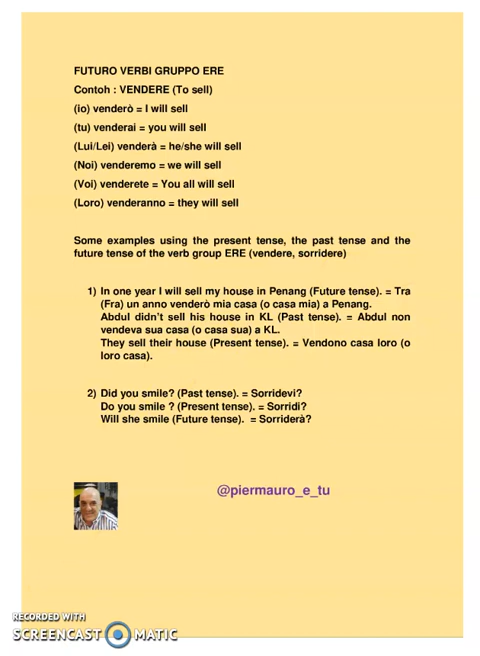 FUTURO VERBI GRUPPO ERE
Contoh : VENDERE (To sell)
(io) venderò = I will sell
(tu) venderai = you will sell
(Lui/Lei) venderà = he/she will sell
(Noi) venderemo = we will sell
(Voi) venderete = You all will sell
(Loro) venderanno = they will sell
Some examples using the present tense, the past tense and the
future tense of the verb group ERE (vendere, sorridere)
1) In one year I will sell my house in Penang (Future tense). = Tra
(Fra) un anno venderò mia casa (o casa mia) a Penang.
Abdul didn't sell his house in KL (Past tense). = Abdul non
vendeva sua casa (o casa sua) a KL.
They sell their house (Present tense). = Vendono casa loro (o
loro casa).
2) Did you smile? (Past tense). = Sorridevi?
Do you smile ? (Present tense). = Sorridi?
Will she smile (Future tense). = Sorriderà?
@piermauro_e_tu
RECORDED WITH
SCREENCAST MATIC